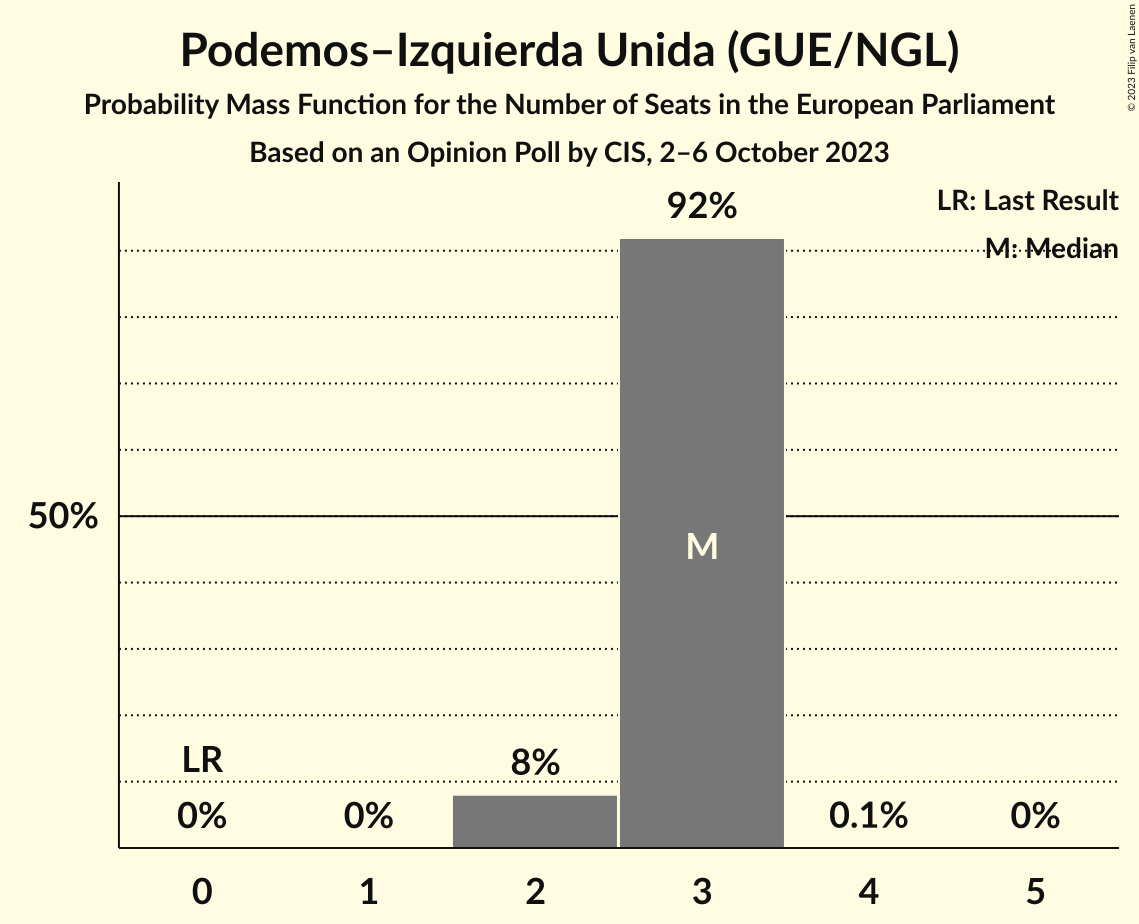 Podemos–Izquierda Unida (GUE/NGL)
Probability Mass Function for the Number of Seats in the European Parliament
Based on an Opinion Poll by CIS, 2–6 October 2023
© 2023 Filip van Laenen
LR: Last Result
M: Median
92%
50%
M
LR
8%
0%
0%
0.1%
0%
0
1
2
3
4
5